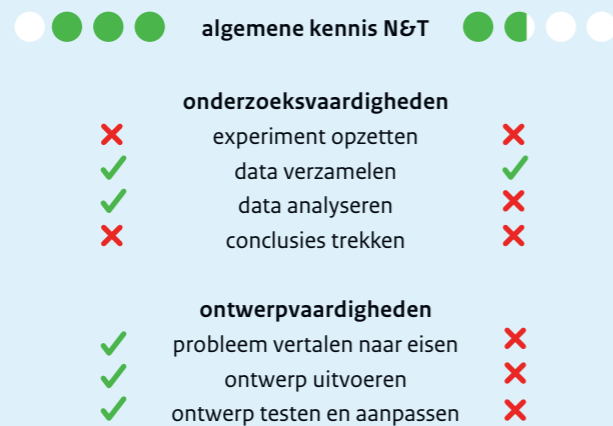 algemene kennis N&T
onderzoeksvaardigheden
experiment opzetten
data verzamelen
data analyseren
conclusies trekken
ontwerpvaardigheden
probleem vertalen naar eisen
ontwerp uitvoeren
ontwerp testen en aanpassen